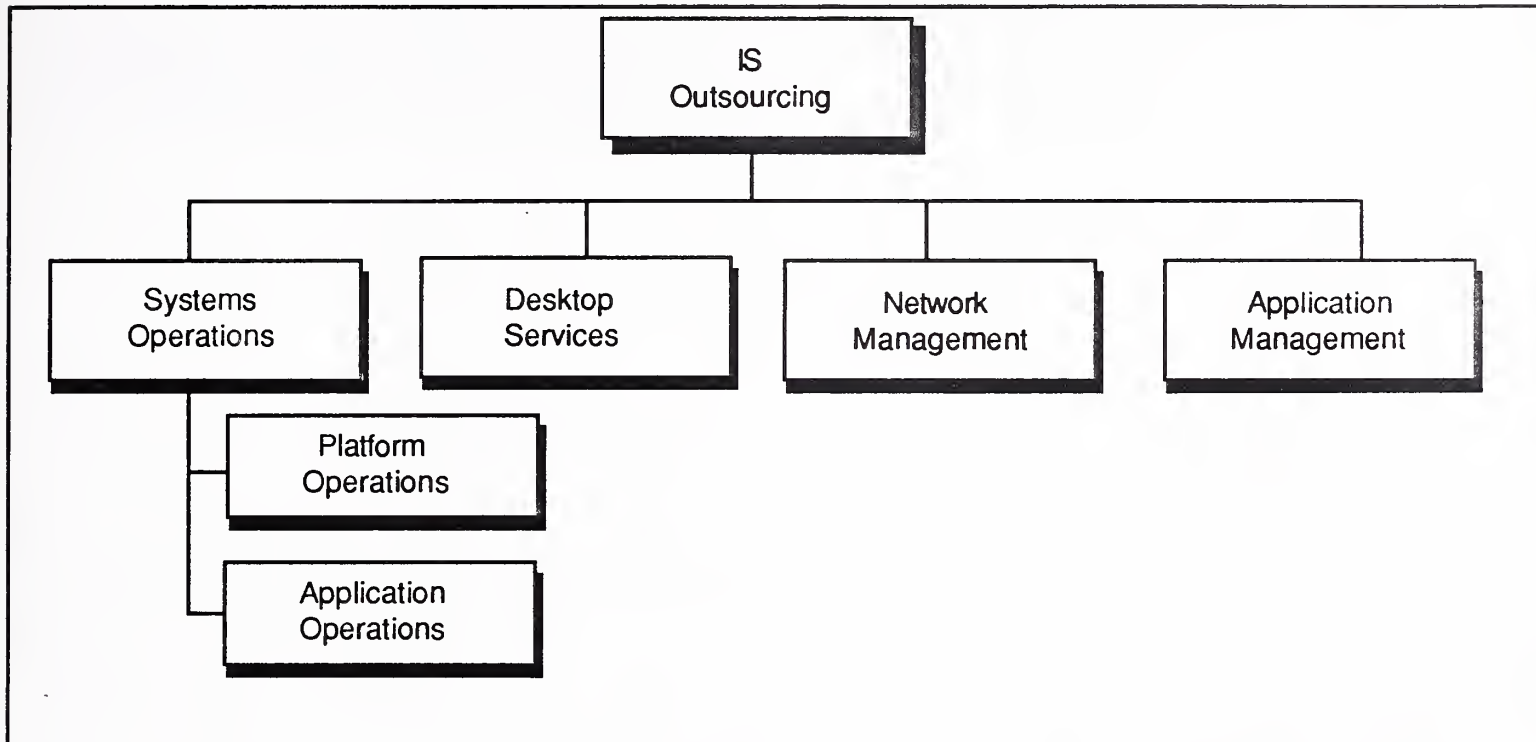 IS
Outsourcing
Systems
Operations
Desktop
Services
Network
Management
Application
Management
Platform
Operations
Application
Operations